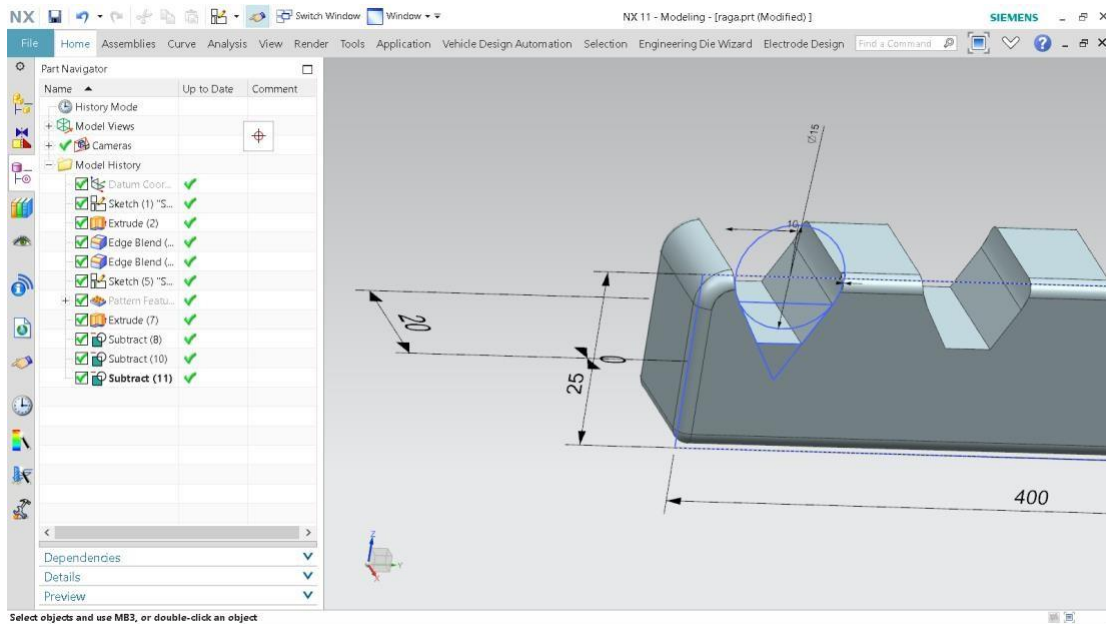 NX Switch Window Window NX 11 - Modeling - [raga.prt (Modified) ] SIEMENS
File Home Assemblies Curve Analysis View Render Tools Application Vehicle Design Automation Selection Engineering Die Wizard Electrode Design Find a Command
Part Navigator
Name Up to Date Comment
History Mode
Model Views
Cameras
Model History
Datum Coor...
Sketch (1) "S...
Extrude (2)
Edge Blend (...
Edge Blend (...
Sketch (5) "S...
Pattern Featu...
Extrude (7)
Subtract (8)
Subtract (10)
Subtract (11)
Dependencies
Details
Preview
Ø15
10
20
0
25
400
Z
Y
X
Select objects and use MB3, or double-click an object